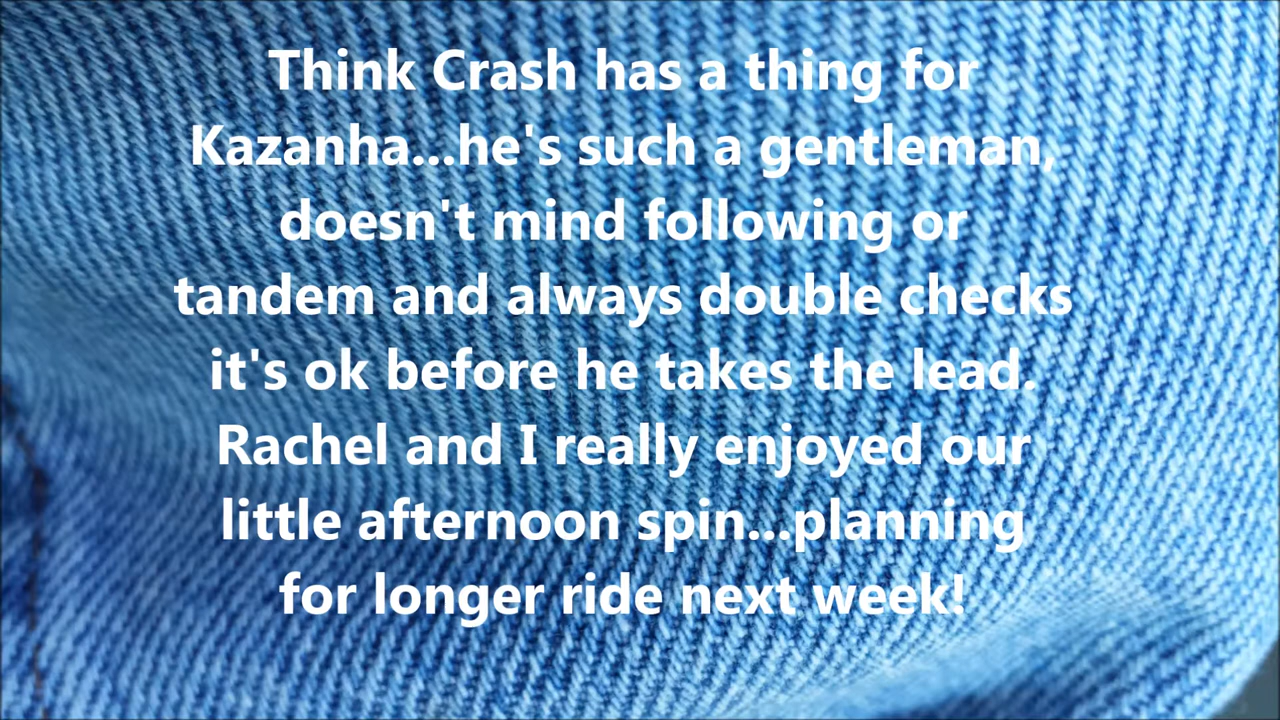 Think Crash has a thing for
Kazanha...he's such a gentleman,
doesn't mind following or
tandem and always double checks
it's ok before he takes the lead.
Rachel and I really enjoyed our
little afternoon spin...planning
for longer ride next week!